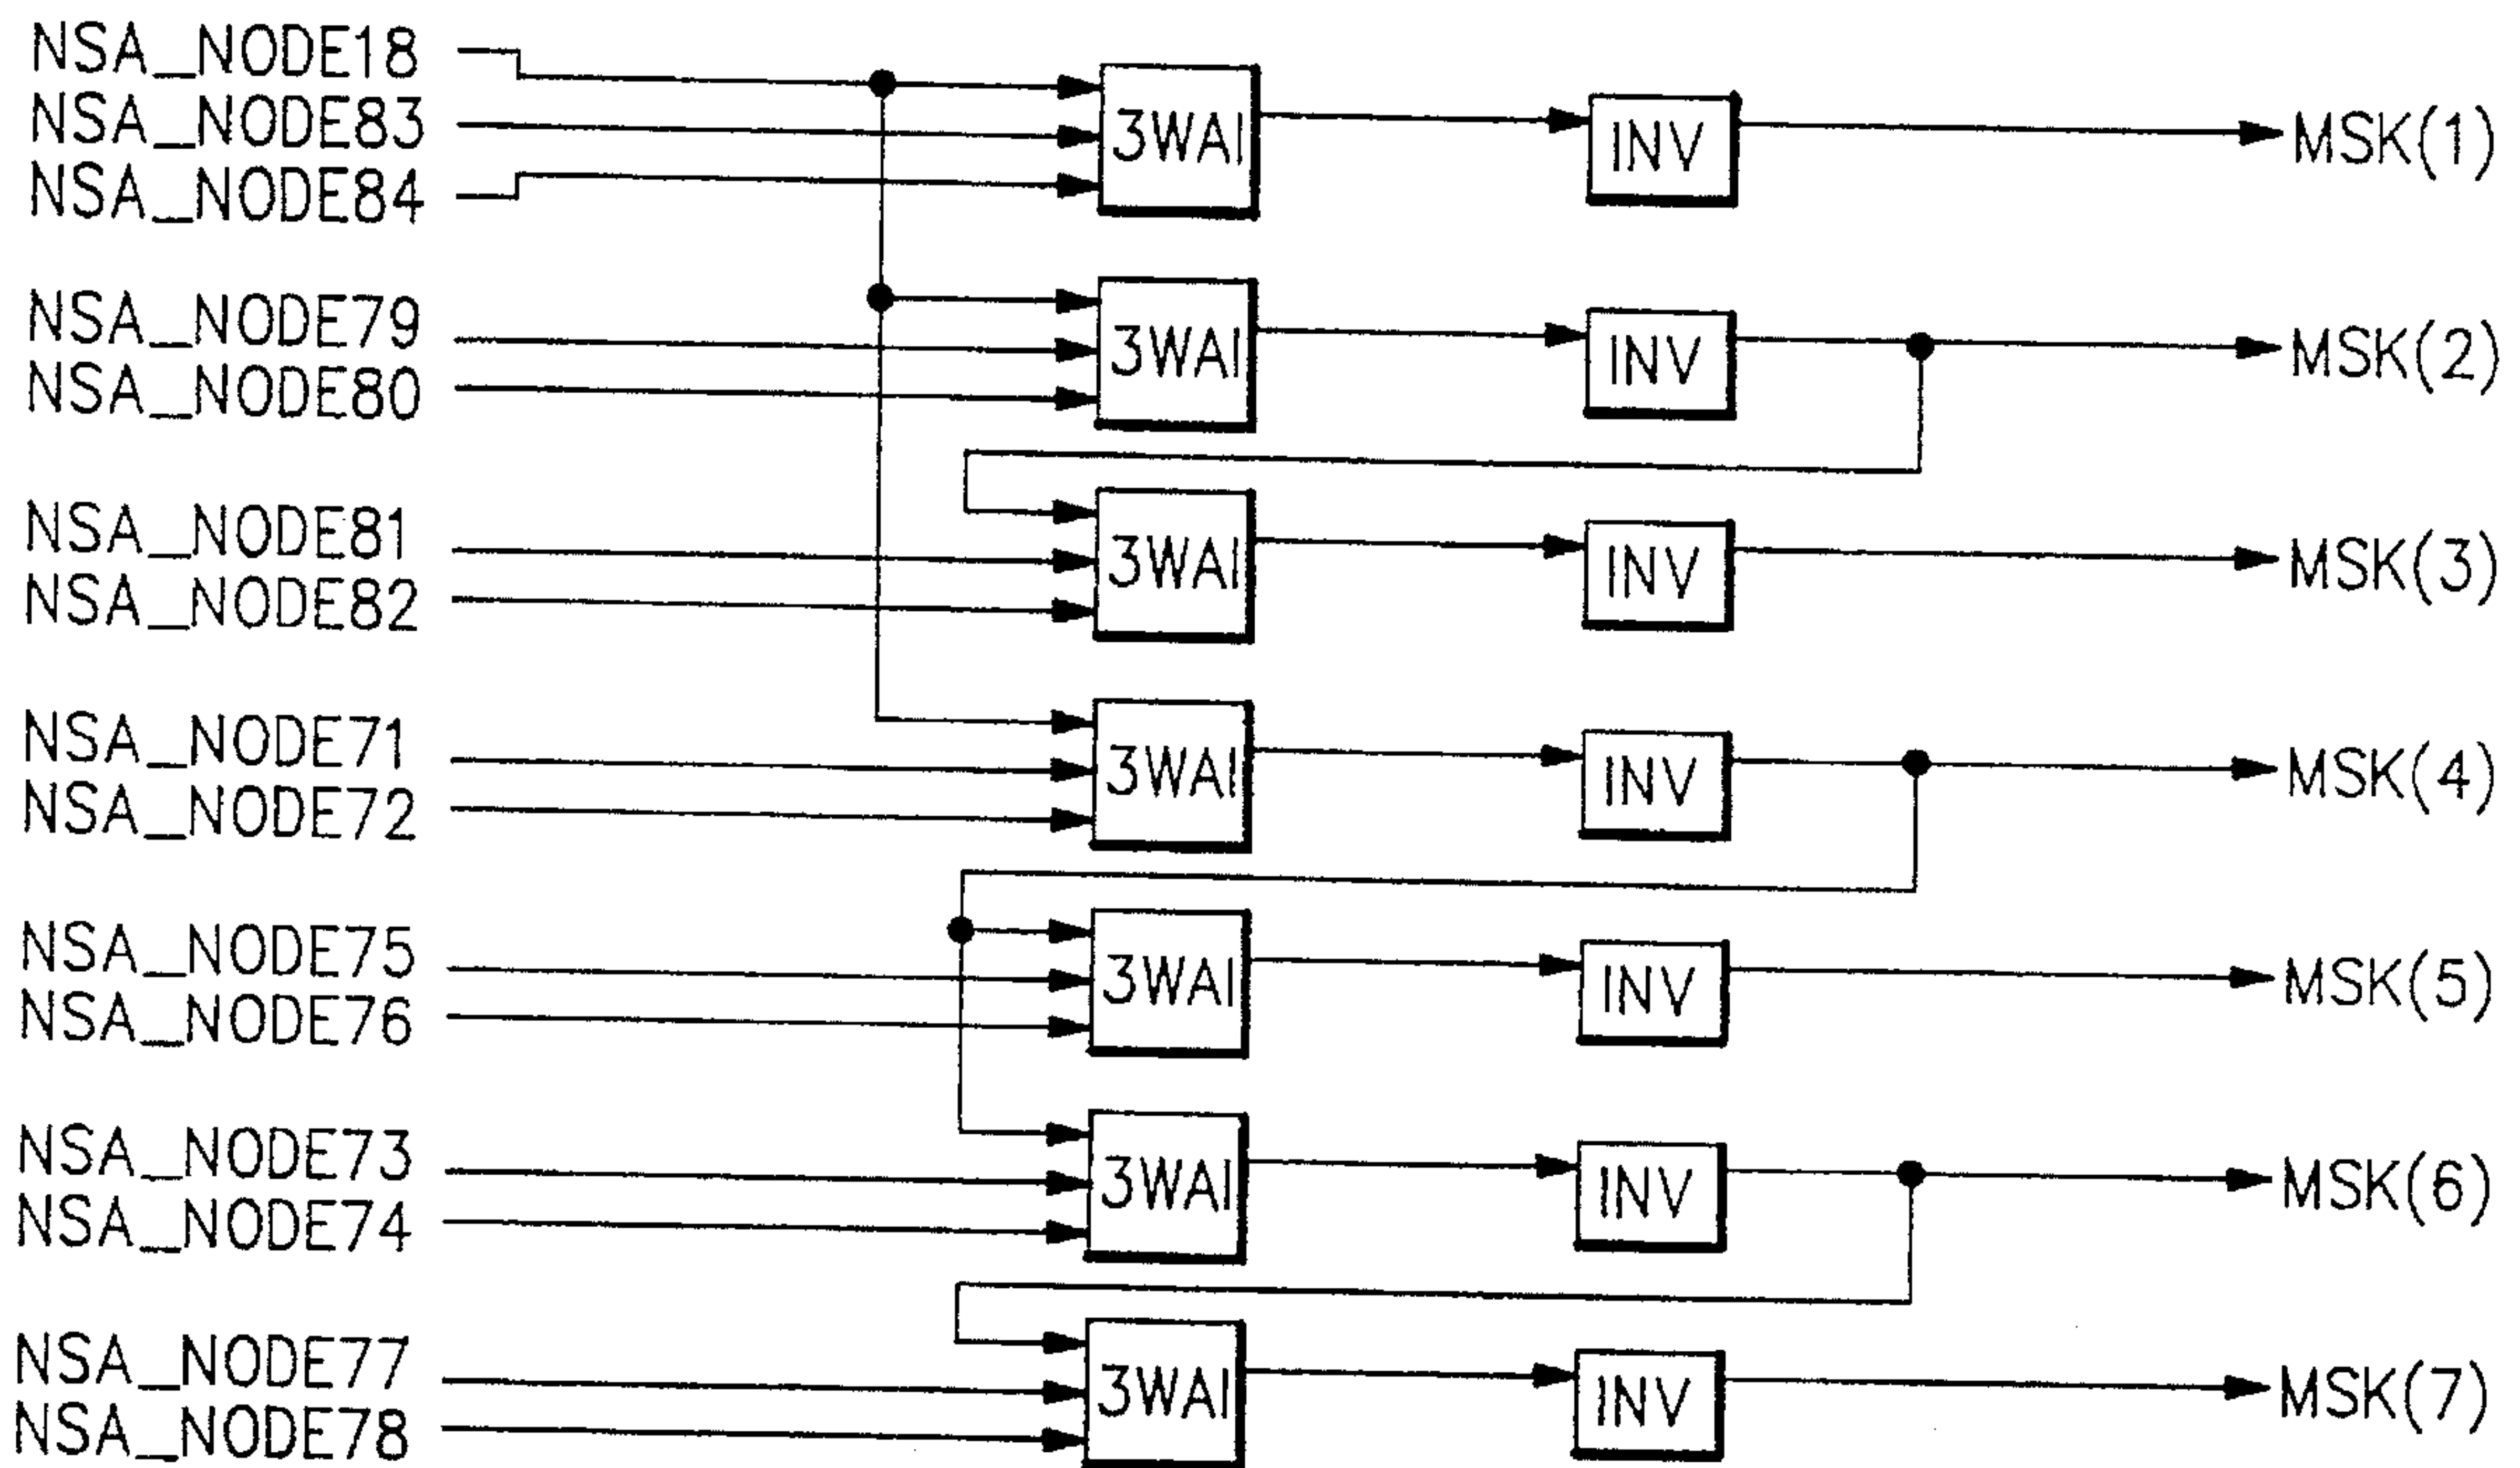 NSA_NODE18
NSA_NODE83
NSA_NODE84
3WAI
INV
MSK(1)
NSA_NODE79
NSA_NODE80
3WAI
INV
MSK(2)
NSA_NODE81
NSA_NODE82
3WAI
INV
MSK(3)
NSA_NODE71
NSA_NODE72
3WAI
INV
MSK(4)
NSA_NODE75
NSA_NODE76
3WAI
INV
MSK(5)
NSA_NODE73
NSA_NODE74
3WAI
INV
MSK(6)
NSA_NODE77
NSA_NODE78
3WAI
INV
MSK(7)